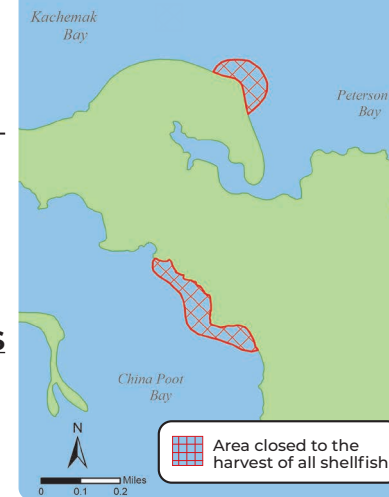 Kachemak
Bay
Peterson
Bay
S
China Poot
Bay
N
Miles
0 0.1 0.2
Area closed to the
harvest of all shellfish